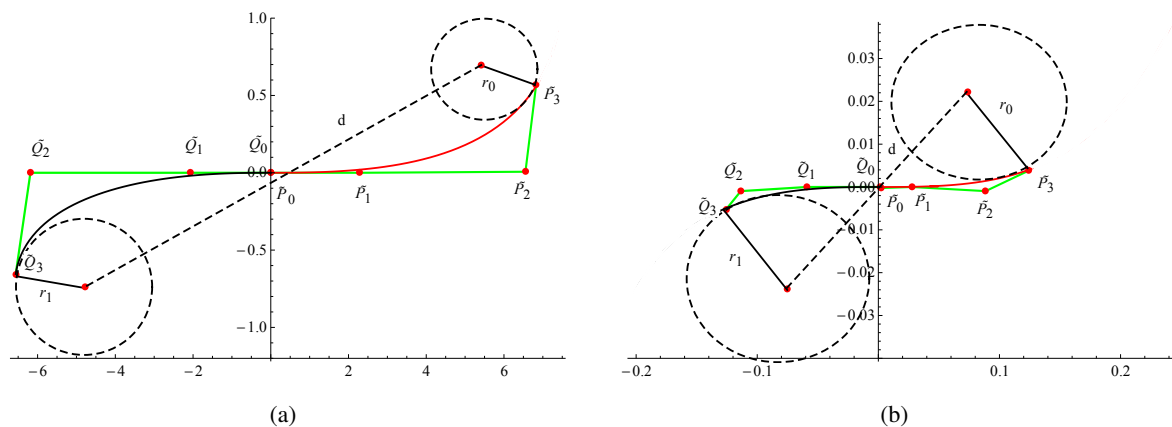 1.0
r₀
P̃₃
d
0.5
Q̃₂
Q̃₁
Q̃₀
0.0
P̃₀
P̃₁
P̃₂
−0.5
Q̃₃
r₁
−1.0
−6 −4 −2 2 4 6
(a)
0.03
0.02
r₀
0.01
d
Q̃₂
Q̃₁
Q̃₀
0.00
P̃₀
P̃₁
P̃₂
P̃₃
Q̃₃
−0.01
r₁
−0.02
−0.03
−0.2 −0.1 0.1 0.2
(b)